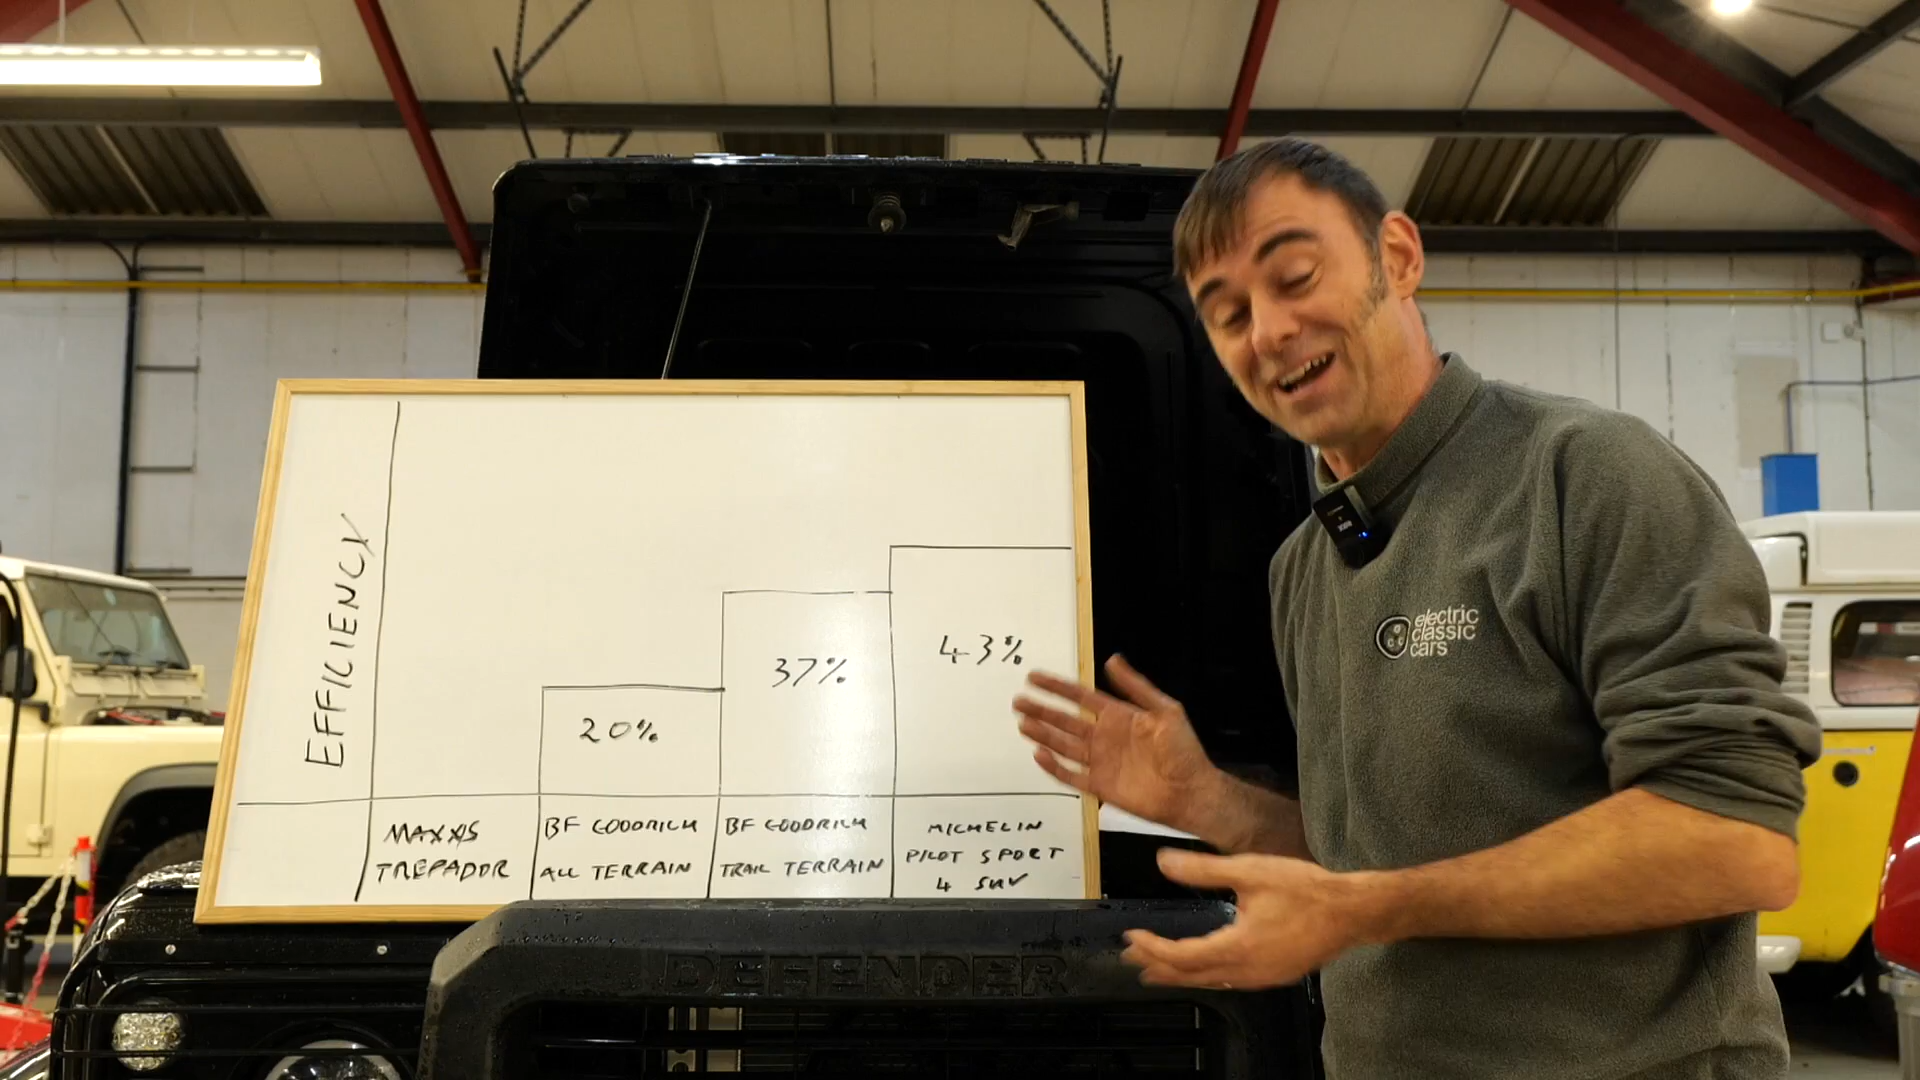 EFFICIENCY
20%
37%
43%
MAXXIS
TREPADOR
BF GOODRICH
ALL TERRAIN
BF GOODRICH
TRAIL TERRAIN
MICHELIN
PILOT SPORT
4 SUV
electric
classic
cars
DEFENDER